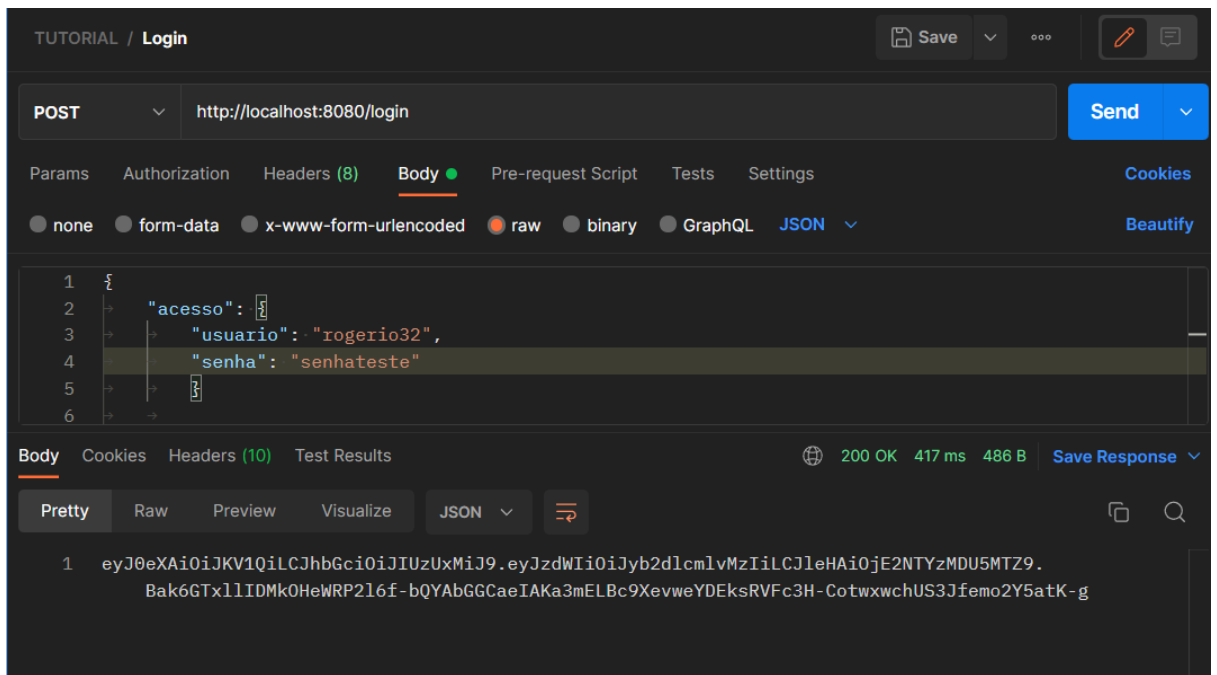 TUTORIAL / Login Save ooo
POST http://localhost:8080/login Send
Params Authorization Headers (8) Body Pre-request Script Tests Settings Cookies
none form-data x-www-form-urlencoded raw binary GraphQL JSON Beautify
1 {
2 "acesso": {
3 "usuario": "rogerio32",
4 "senha": "senhateste"
5 }
6
Body Cookies Headers (10) Test Results 200 OK 417 ms 486 B Save Response
Pretty Raw Preview Visualize JSON
1 eyJ0eXAiOiJKV1QiLCJhbGciOiJIUzUxMiJ9.eyJzdWIiOiJyb2dlcmlvMzIiLCJleHAiOjE2NTYzMDU5MTZ9.
Bak6GTxllIDMkOHeWRP2l6f-bQYAbGGCaeIAKa3mELBc9XevweYDEksRVFc3H-CotwxwchUS3Jfemo2Y5atK-g